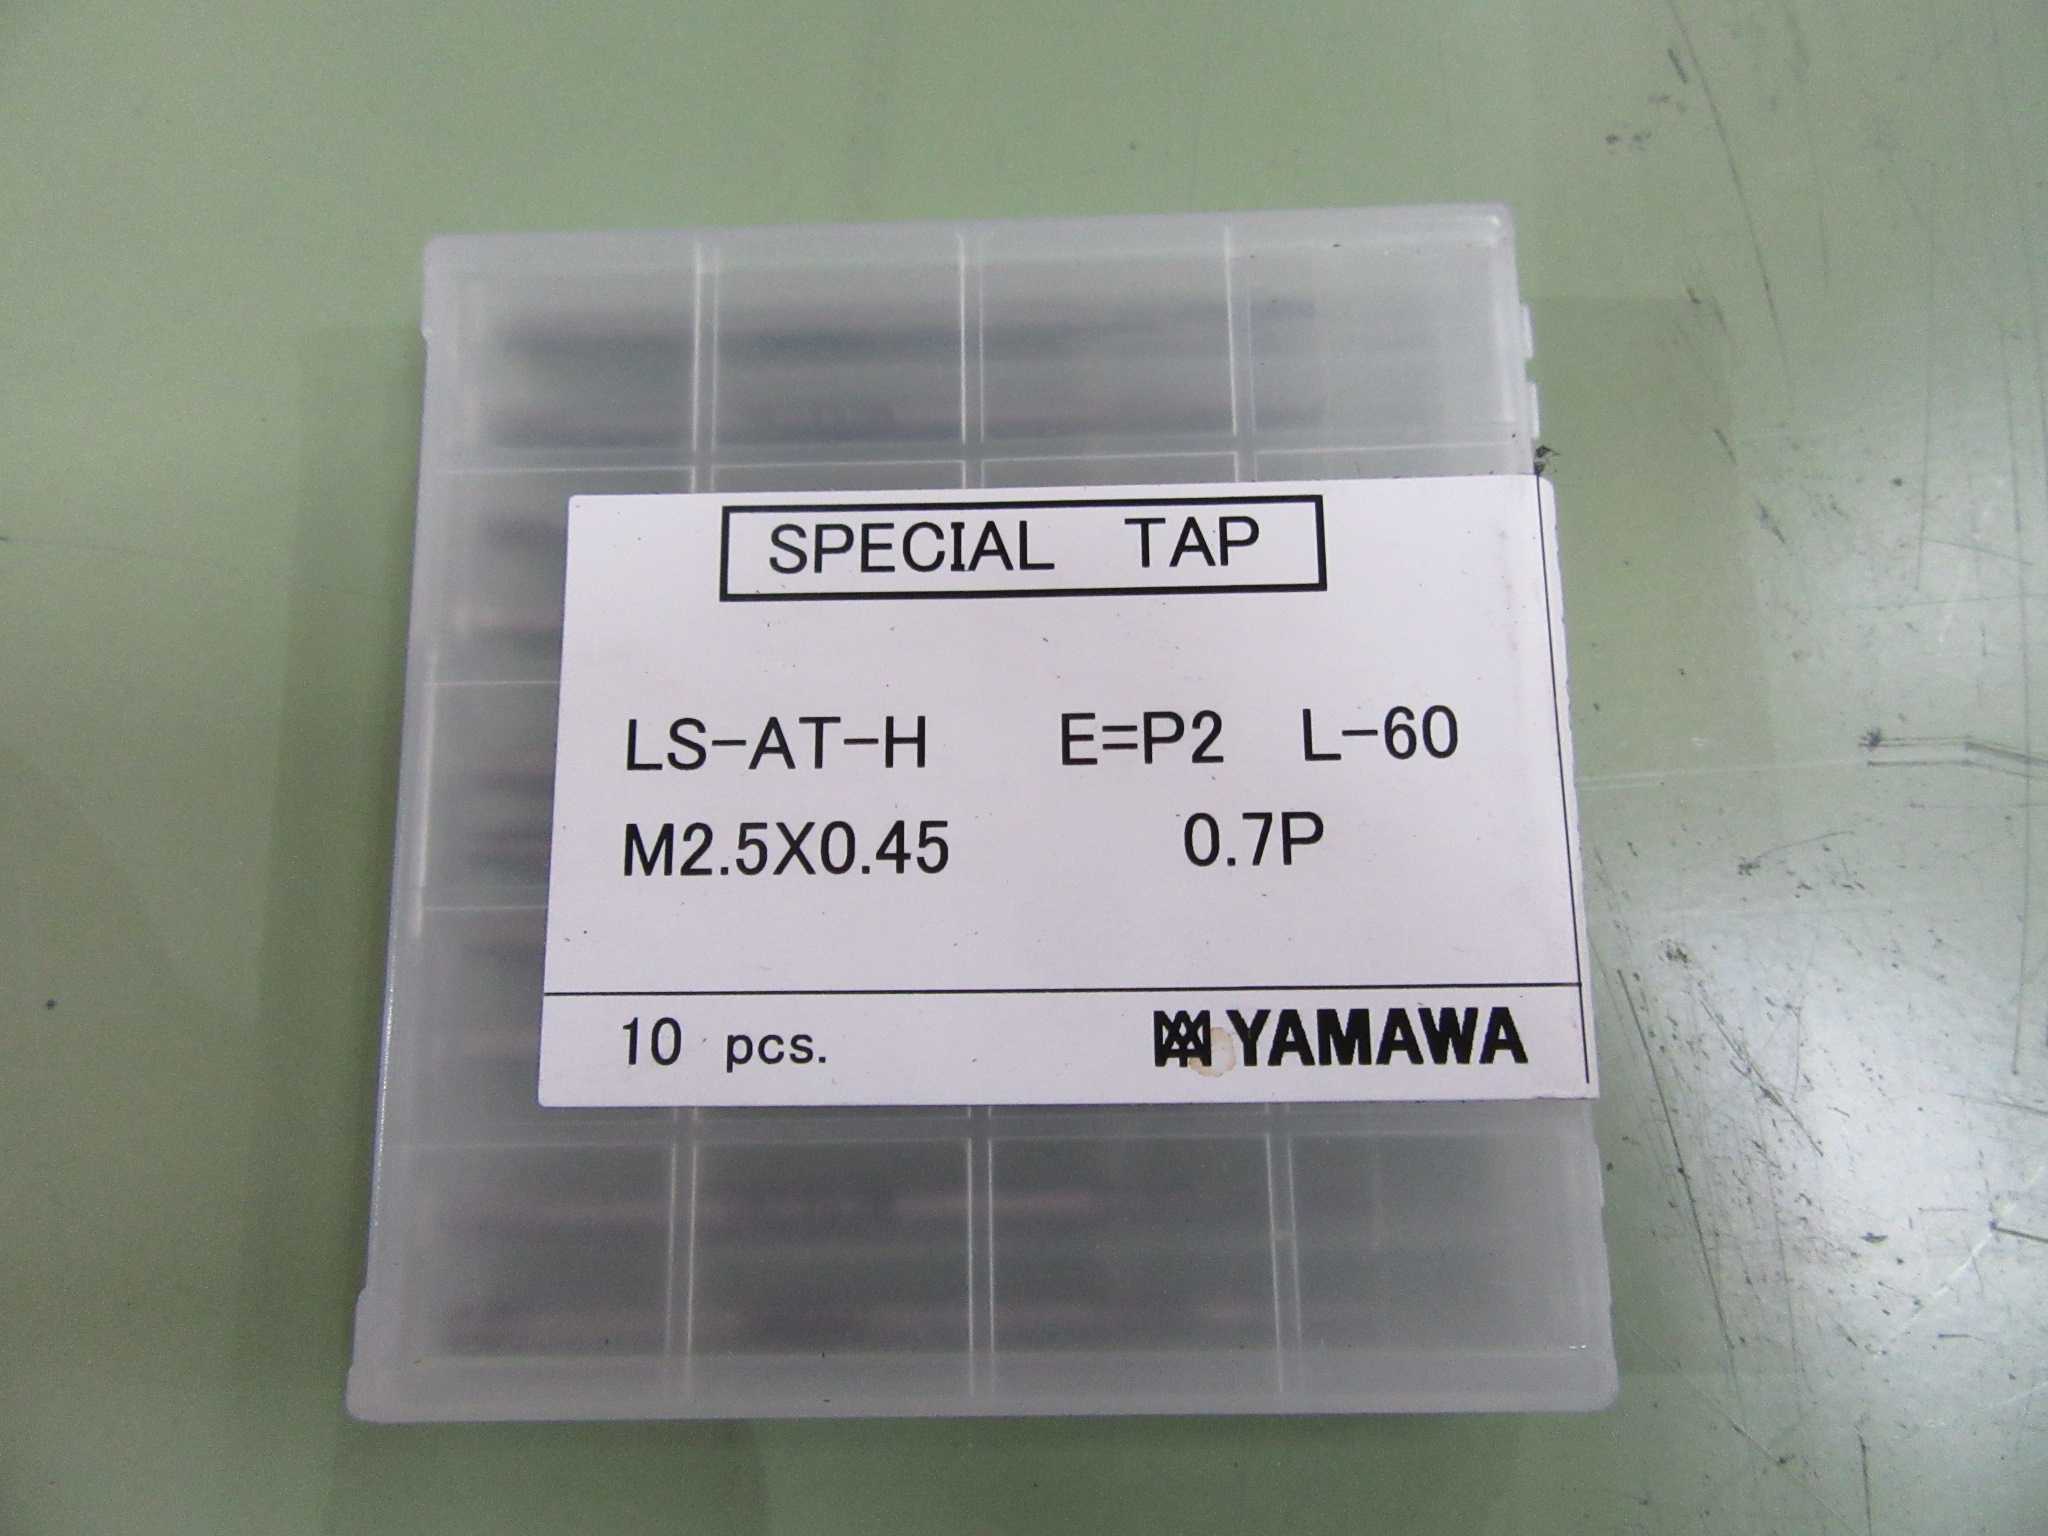 SPECIAL TAP
LS-AT-H E=P2 L-60
M2.5X0.45 0.7P
10 pcs. YAMAWA